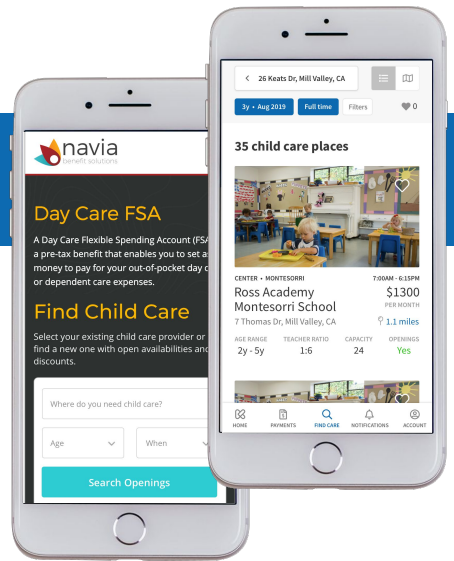 navia
benefit solutions
Day Care FSA
A Day Care Flexible Spending Account (FSA
a pre-tax benefit that enables you to set a
money to pay for your out-of-pocket day c
or dependent care expenses.
Find Child Care
Select your existing child care provider or
find a new one with open availabilities and
discounts.
Where do you need child care?
Age
When
Search Openings
26 Keats Dr, Mill Valley, CA
3y • Aug 2019
Full time
Filters
0
35 child care places
CENTER • MONTESSORI
7:00AM - 6:15PM
Ross Academy
Montesorri School
$1300
PER MONTH
7 Thomas Dr, Mill Valley, CA
1.1 miles
AGE RANGE
TEACHER RATIO
CAPACITY
OPENINGS
2y - 5y
1:6
24
Yes
HOME
PAYMENTS
FIND CARE
NOTIFICATIONS
ACCOUNT